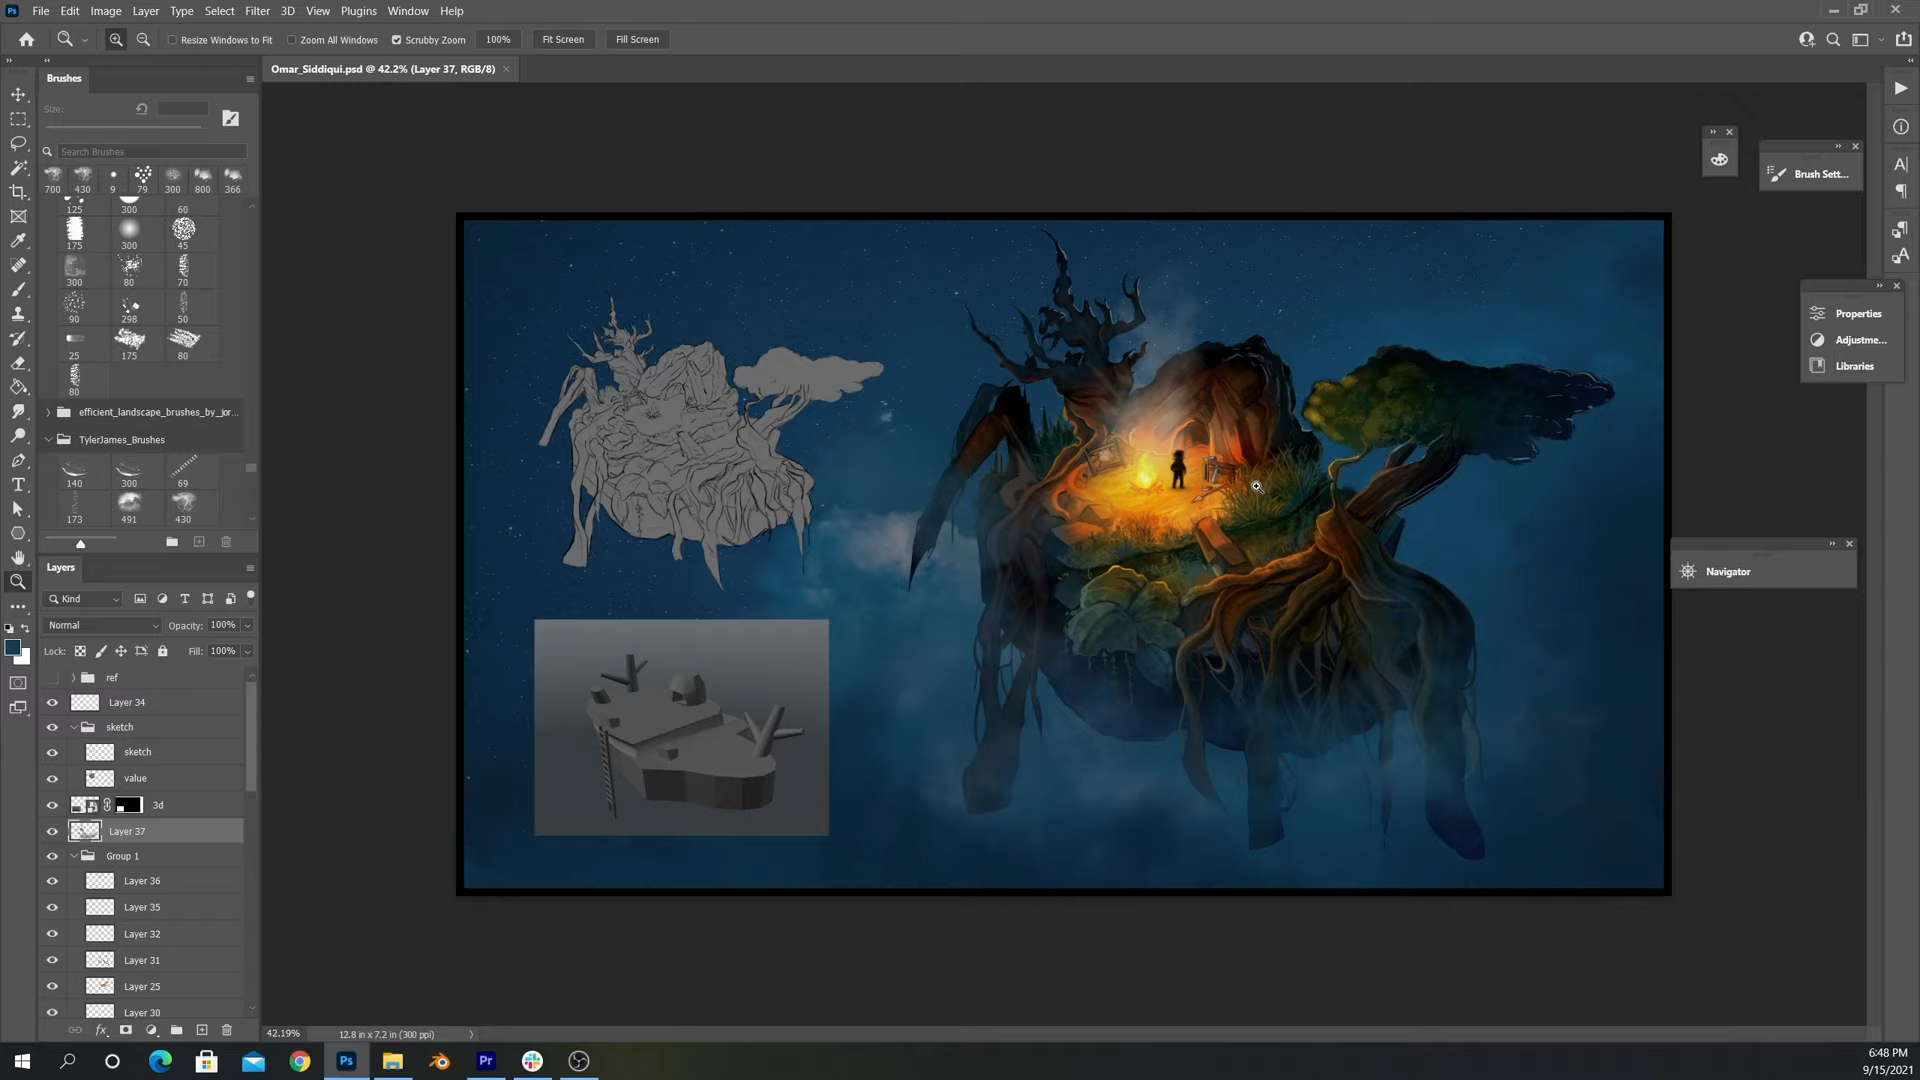 Ps File Edit Image Layer Type Select Filter 3D View Plugins Window Help
Resize Windows to Fit Zoom All Windows Scrubby Zoom 100% Fit Screen Fill Screen
Omar_Siddiqui.psd @ 42.2% (Layer 37, RGB/8)
Brushes
Size:
Search Brushes
700 430 9 79 300 800 366
125 300 60
175 300 45
300 80 70
90 298 50
25 175 80
80
efficient_landscape_brushes_by_jor...
TylerJames_Brushes
140 300 69
173 491 430
Layers
Kind
Normal Opacity: 100%
Lock: Fill: 100%
ref
Layer 34
sketch
sketch
value
3d
Layer 37
Group 1
Layer 36
Layer 35
Layer 32
Layer 31
Layer 25
Layer 30
fx
Brush Sett...
Properties
Adjustme...
Libraries
Navigator
42.19% 12.8 in x 7.2 in (300 ppi)
Ps Pr
6:48 PM
9/15/2021